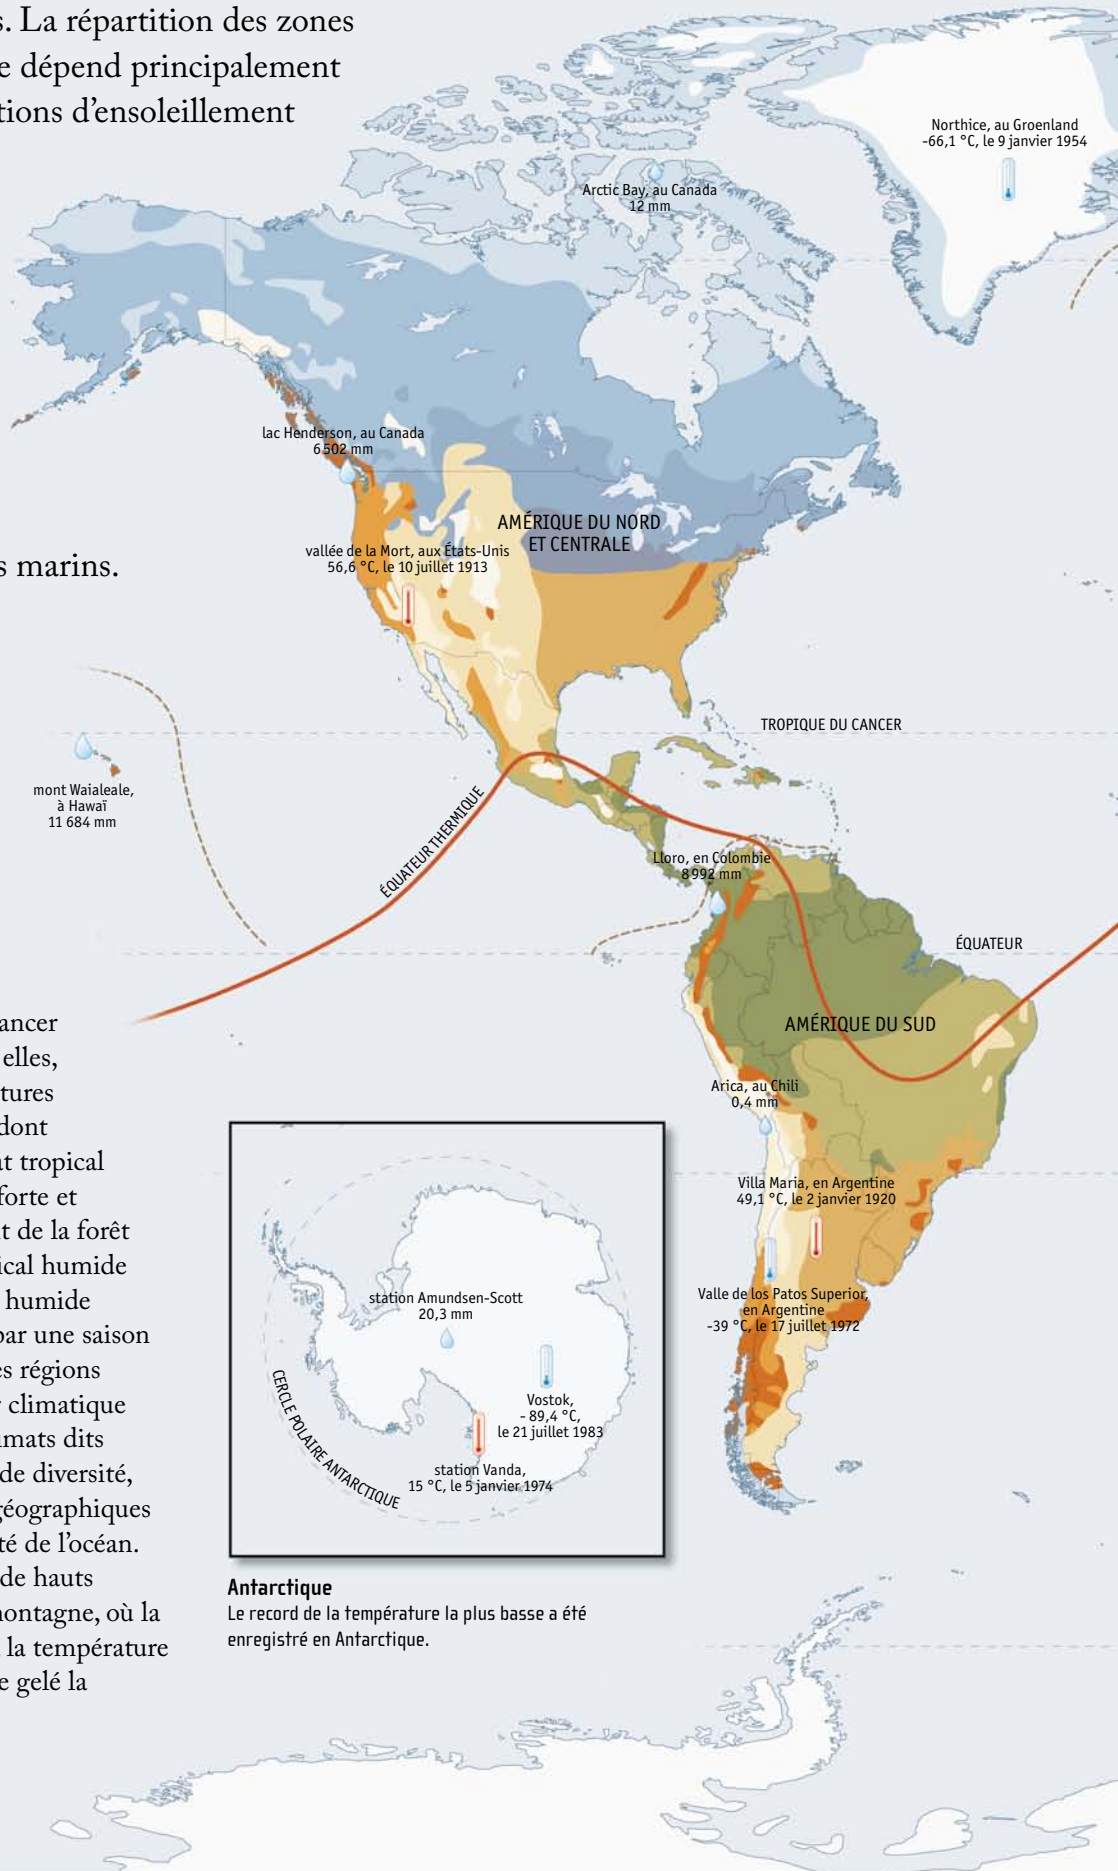 s. La répartition des zones
e dépend principalement
tions d'ensoleillement
s marins.
Northice, au Groenland
-66,1 °C, le 9 janvier 1954
Arctic Bay, au Canada
12 mm
lac Henderson, au Canada
6 502 mm
AMÉRIQUE DU NORD
ET CENTRALE
vallée de la Mort, aux États-Unis
56,6 °C, le 10 juillet 1913
TROPIQUE DU CANCER
mont Waialeale,
à Hawaï
11 684 mm
ÉQUATEUR THERMIQUE
Lloro, en Colombie
8 992 mm
ÉQUATEUR
AMÉRIQUE DU SUD
Arica, au Chili
0,4 mm
Villa Maria, en Argentine
49,1 °C, le 2 janvier 1920
Valle de los Patos Superior,
en Argentine
-39 °C, le 17 juillet 1972
ancer
elles,
tures
dont
at tropical
forte et
t de la forêt
ical humide
humide
par une saison
es régions
r climatique
mats dits
de diversité,
géographiques
té de l'océan.
de hauts
montagne, où la
la température
e gelé la
station Amundsen-Scott
20,3 mm
Vostok,
- 89,4 °C,
le 21 juillet 1983
station Vanda,
15 °C, le 5 janvier 1974
CERCLE POLAIRE ANTARCTIQUE
Antarctique
Le record de la température la plus basse a été
enregistré en Antarctique.